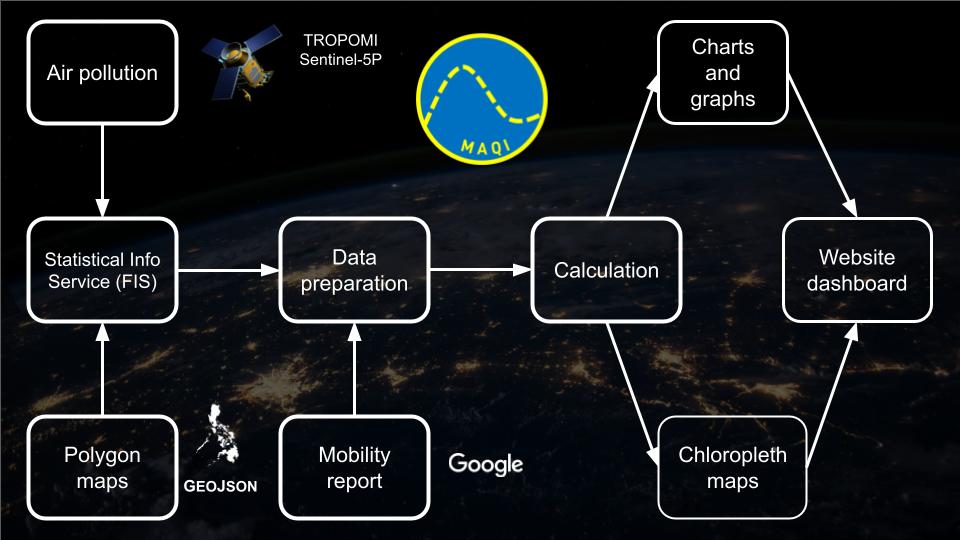 Air pollution
TROPOMI
Sentinel-5P
MAQI
Charts
and
graphs
Statistical Info
Service (FIS)
Data
preparation
Calculation
Website
dashboard
Polygon
maps
GEOJSON
Mobility
report
Google
Chloropleth
maps